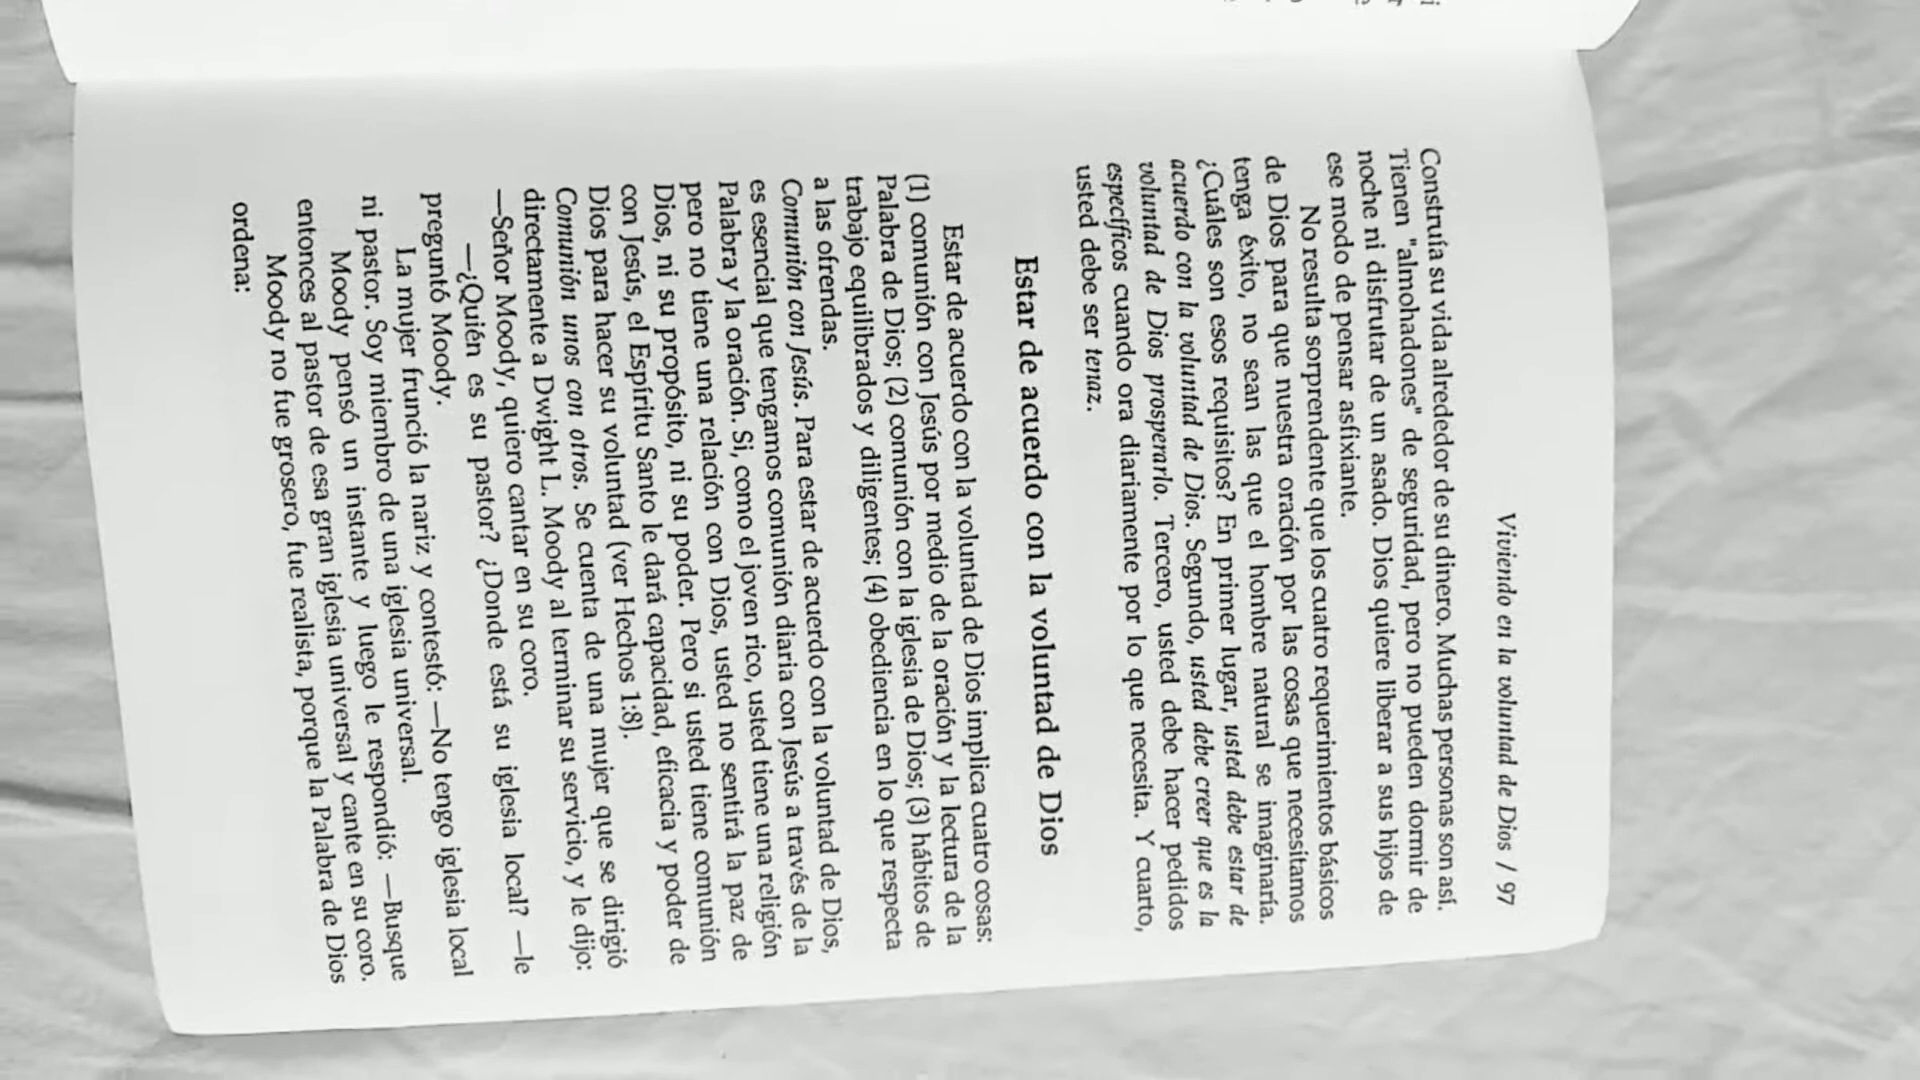 Viviendo en la voluntad de Dios / 97
Construía su vida alrededor de su dinero. Muchas personas son así.
Tienen "almohadones" de seguridad, pero no pueden dormir de
noche ni disfrutar de un asado. Dios quiere liberar a sus hijos de
ese modo de pensar asfixiante.
No resulta sorprendente que los cuatro requerimientos básicos
de Dios para que nuestra oración por las cosas que necesitamos
tenga éxito, no sean las que el hombre natural se imaginaría.
¿Cuáles son esos requisitos? En primer lugar, usted debe estar de
acuerdo con la voluntad de Dios. Segundo, usted debe creer que es la
voluntad de Dios prosperarlo. Tercero, usted debe hacer pedidos
específicos cuando ora diariamente por lo que necesita. Y cuarto,
usted debe ser tenaz.
Estar de acuerdo con la voluntad de Dios
Estar de acuerdo con la voluntad de Dios implica cuatro cosas:
(1) comunión con Jesús por medio de la oración y la lectura de la
Palabra de Dios; (2) comunión con la iglesia de Dios; (3) hábitos de
trabajo equilibrados y diligentes; (4) obediencia en lo que respecta
a las ofrendas.
Comunión con Jesús. Para estar de acuerdo con la voluntad de Dios,
es esencial que tengamos comunión diaria con Jesús a través de la
Palabra y la oración. Si, como el joven rico, usted tiene una religión
pero no tiene una relación con Dios, usted no sentirá la paz de
Dios, ni su propósito, ni su poder. Pero si usted tiene comunión
con Jesús, el Espíritu Santo le dará capacidad, eficacia y poder de
Dios para hacer su voluntad (ver Hechos 1:8).
Comunión unos con otros. Se cuenta de una mujer que se dirigió
directamente a Dwight L. Moody al terminar su servicio, y le dijo:
—Señor Moody, quiero cantar en su coro.
—¿Quién es su pastor? ¿Donde está su iglesia local? —le
preguntó Moody.
La mujer frunció la nariz y contestó: —No tengo iglesia local
ni pastor. Soy miembro de una iglesia universal.
Moody pensó un instante y luego le respondió: —Busque
entonces al pastor de esa gran iglesia universal y cante en su coro.
Moody no fue grosero, fue realista, porque la Palabra de Dios
ordena: